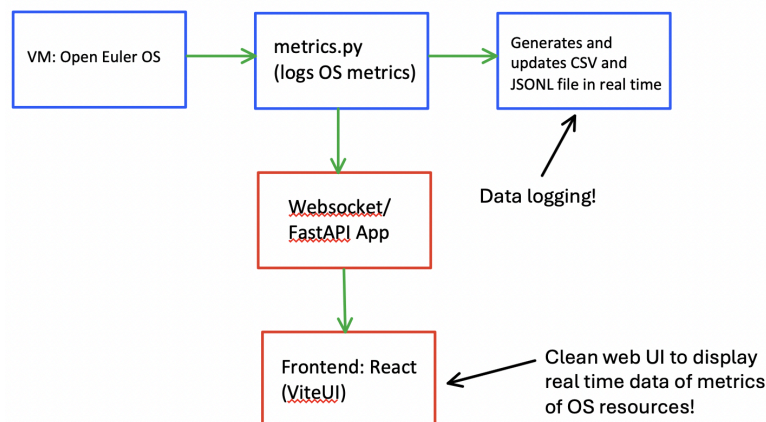 VM: Open Euler OS
metrics.py
(logs OS metrics)
Generates and
updates CSV and
JSONL file in real time
Data logging!
Websocket/
FastAPI App
Frontend: React
(ViteUI)
Clean web UI to display
real time data of metrics
of OS resources!